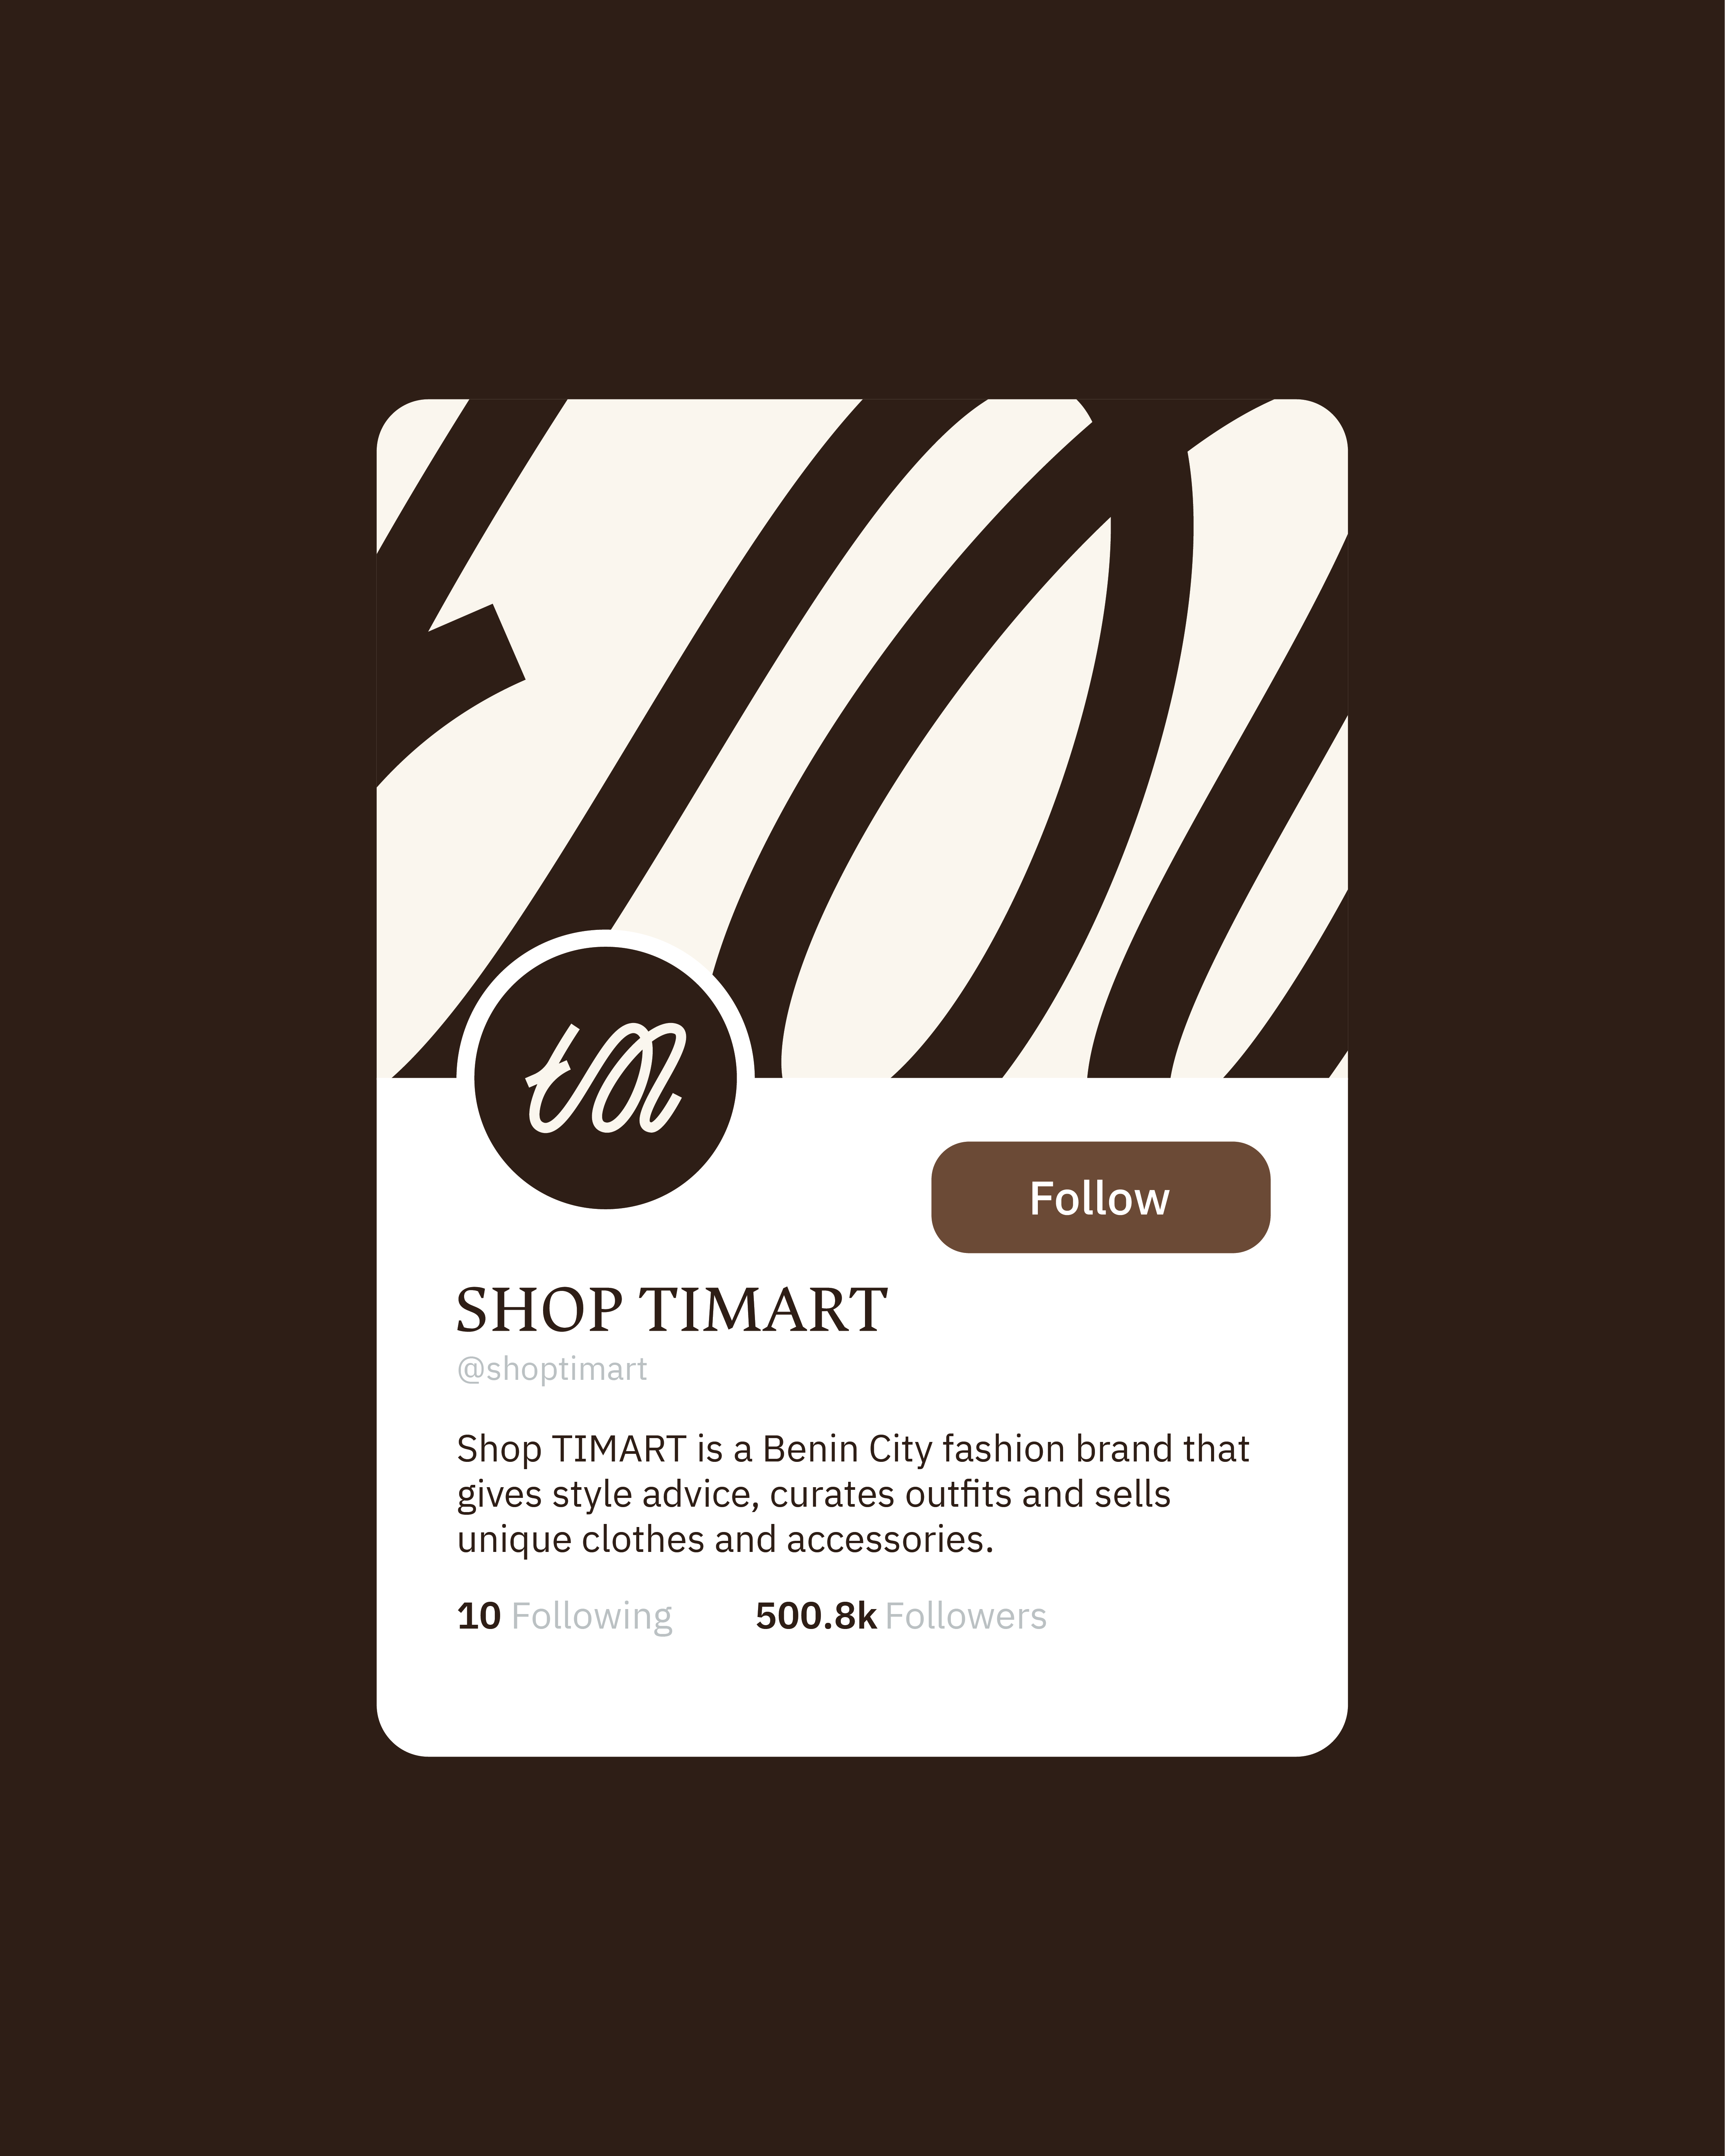 Follow
SHOP TIMART
@shoptimart
Shop TIMART is a Benin City fashion brand that
gives style advice, curates outfits and sells
unique clothes and accessories.
10 Following 500.8k Followers